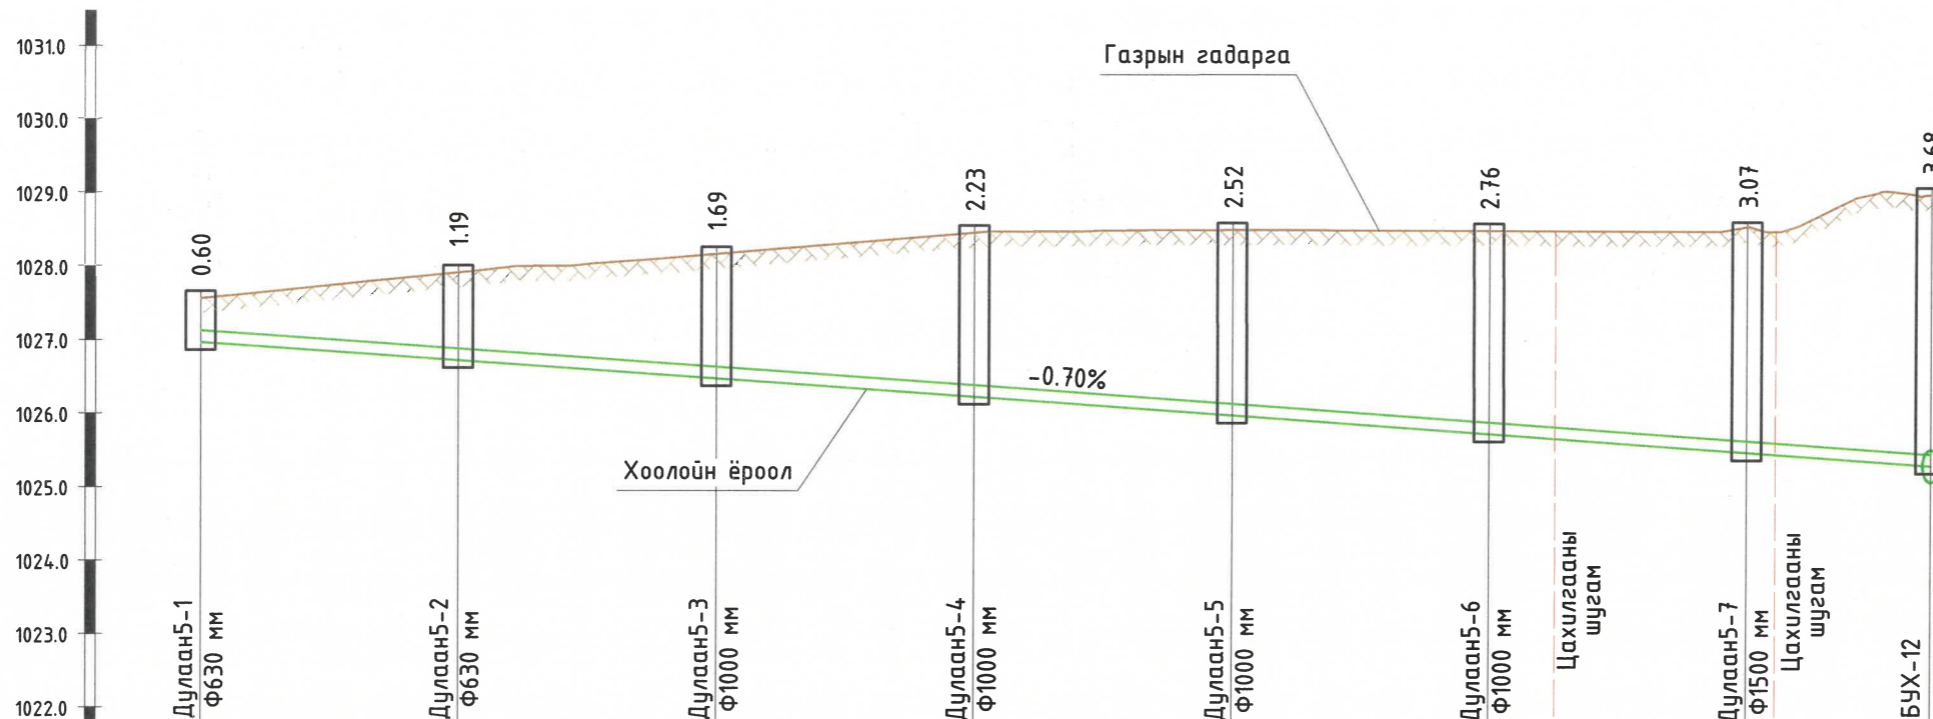 1031.0
1030.0
1029.0
1028.0
1027.0
1026.0
1025.0
1024.0
1023.0
1022.0
Газрын гадарга
0.60
1.19
1.69
2.23
2.52
2.76
3.07
3.68
-0.70%
Хоолойн ёроол
Дулаан5-1
Ф630 мм
Дулаан5-2
Ф630 мм
Дулаан5-3
Ф1000 мм
Дулаан5-4
Ф1000 мм
Дулаан5-5
Ф1000 мм
Дулаан5-6
Ф1000 мм
Цахилгааны
шугам
Дулаан5-7
Ф1500 мм
Цахилгааны
шугам
БУХ-12